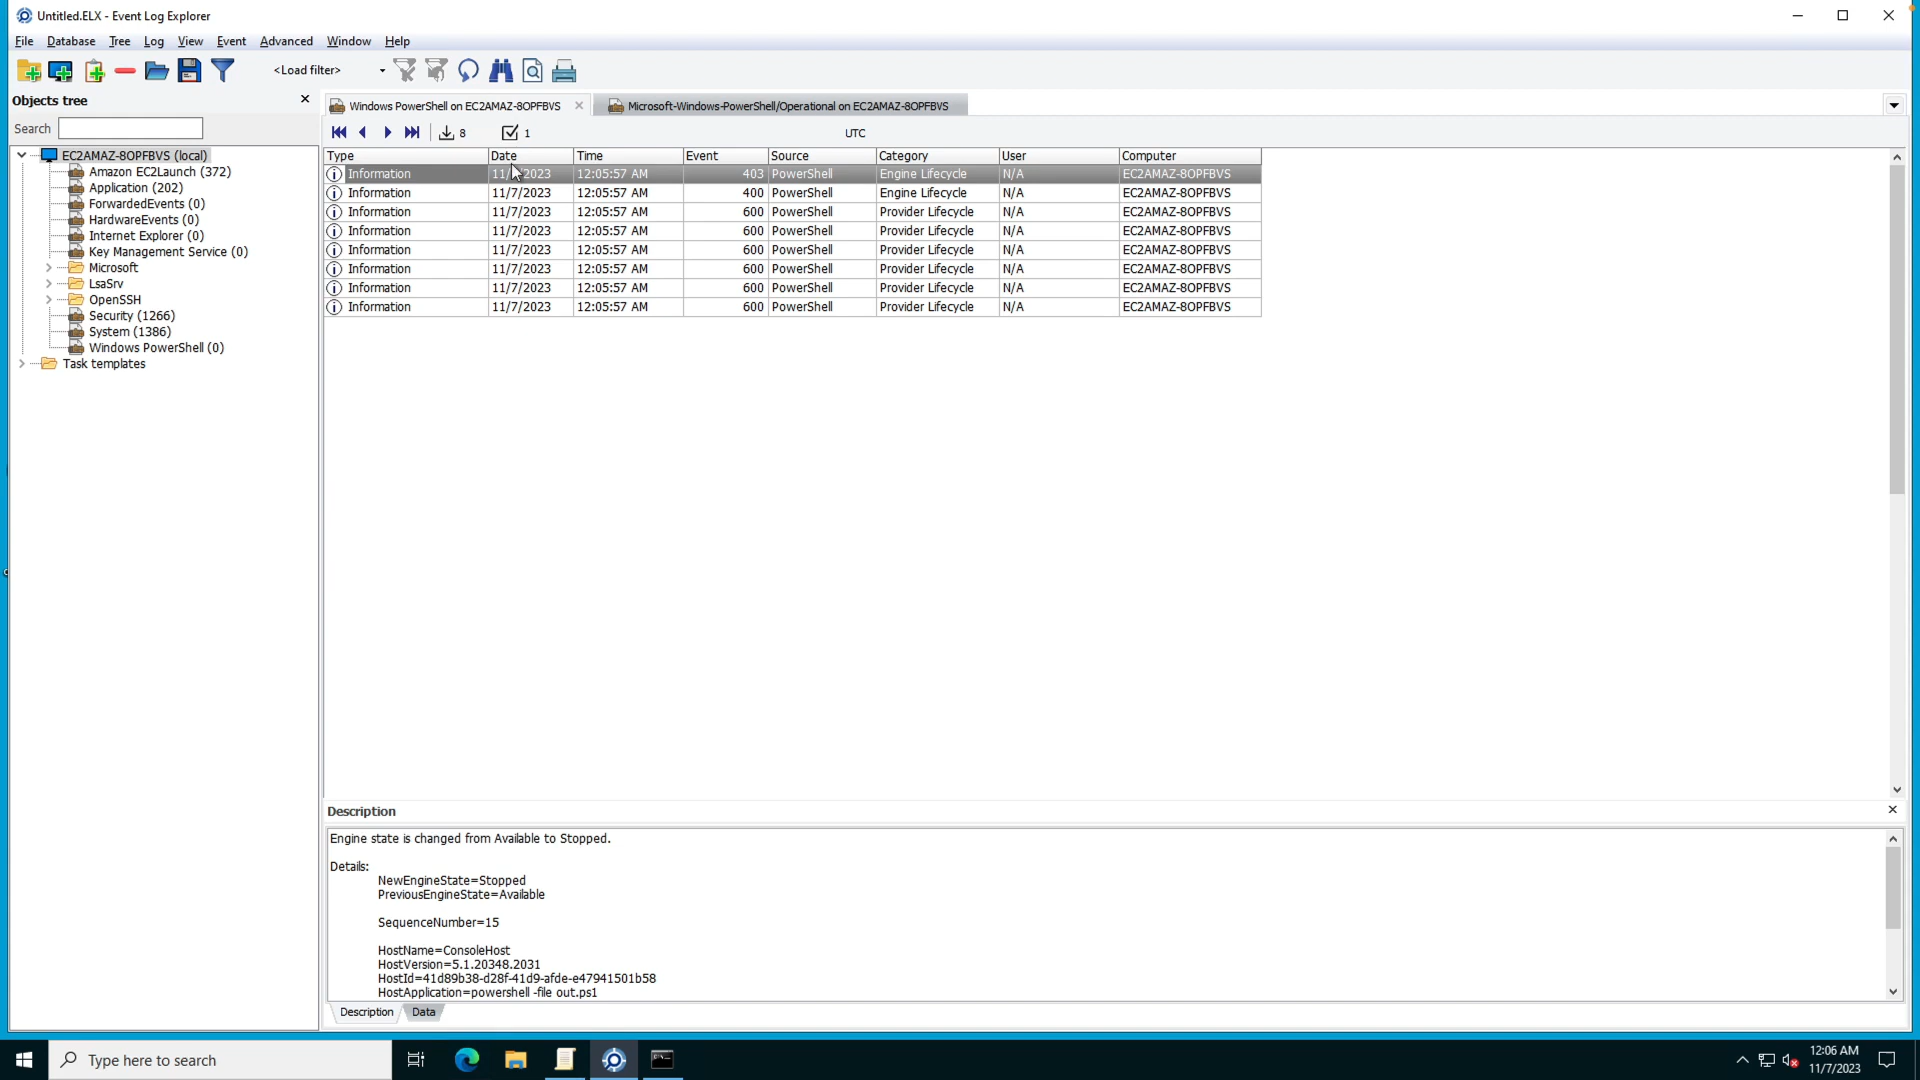 Untitled.ELX - Event Log Explorer
File Database Tree Log View Event Advanced Window Help
<Load filter>
Objects tree
Search
EC2AMAZ-8OPFBVS (local)
Amazon EC2Launch (372)
Application (202)
ForwardedEvents (0)
HardwareEvents (0)
Internet Explorer (0)
Key Management Service (0)
Microsoft
LsaSrv
OpenSSH
Security (1266)
System (1386)
Windows PowerShell (0)
Task templates
Windows PowerShell on EC2AMAZ-8OPFBVS Microsoft-Windows-PowerShell/Operational on EC2AMAZ-8OPFBVS
8 1 UTC
Type Date Time Event Source Category User Computer
Information 11/7/2023 12:05:57 AM 403 PowerShell Engine Lifecycle N/A EC2AMAZ-8OPFBVS
Information 11/7/2023 12:05:57 AM 400 PowerShell Engine Lifecycle N/A EC2AMAZ-8OPFBVS
Information 11/7/2023 12:05:57 AM 600 PowerShell Provider Lifecycle N/A EC2AMAZ-8OPFBVS
Information 11/7/2023 12:05:57 AM 600 PowerShell Provider Lifecycle N/A EC2AMAZ-8OPFBVS
Information 11/7/2023 12:05:57 AM 600 PowerShell Provider Lifecycle N/A EC2AMAZ-8OPFBVS
Information 11/7/2023 12:05:57 AM 600 PowerShell Provider Lifecycle N/A EC2AMAZ-8OPFBVS
Information 11/7/2023 12:05:57 AM 600 PowerShell Provider Lifecycle N/A EC2AMAZ-8OPFBVS
Information 11/7/2023 12:05:57 AM 600 PowerShell Provider Lifecycle N/A EC2AMAZ-8OPFBVS
Description
Engine state is changed from Available to Stopped.
Details:
NewEngineState=Stopped
PreviousEngineState=Available
SequenceNumber=15
HostName=ConsoleHost
HostVersion=5.1.20348.2031
HostId=41d89b38-d28f-41d9-afde-e47941501b58
HostApplication=powershell -file out.ps1
Description Data
Type here to search
12:06 AM
11/7/2023